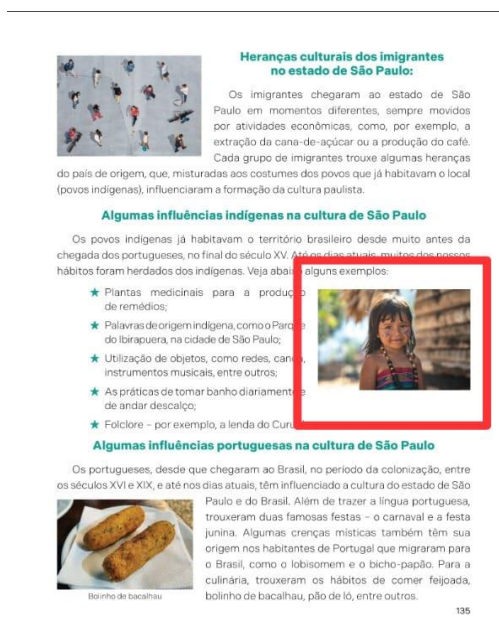 Heranças culturais dos imigrantes
no estado de São Paulo:
Os imigrantes chegaram ao estado de São
Paulo em momentos diferentes, sempre movidos
por atividades econômicas, como, por exemplo, a
extração da cana-de-açúcar ou a produção do café.
Cada grupo de imigrantes trouxe algumas heranças
do país de origem, que, misturadas aos costumes dos povos que já habitavam o local
(povos indígenas), influenciaram a formação da cultura paulista.
Algumas influências indígenas na cultura de São Paulo
Os povos indígenas já habitavam o território brasileiro desde muito antes da
chegada dos portugueses, no final do século XV. Até os dias atuais, muitos dos nossos
hábitos foram herdados dos indígenas. Veja abaixo alguns exemplos:
★ Plantas medicinais para a produç
de remédios;
★ Palavras de origem indígena, como o Parq
do Ibirapuera, na cidade de São Paulo;
★ Utilização de objetos, como redes, cano
instrumentos musicais, entre outros;
★ As práticas de tomar banho diariamente e
de andar descalço;
★ Folclore – por exemplo, a lenda do Curu
Algumas influências portuguesas na cultura de São Paulo
Os portugueses, desde que chegaram ao Brasil, no período da colonização, entre
os séculos XVI e XIX, e até nos dias atuais, têm influenciado a cultura do estado de São
Paulo e do Brasil. Além de trazer a língua portuguesa,
trouxeram duas famosas festas – o carnaval e a festa
junina. Algumas crenças místicas também têm sua
origem nos habitantes de Portugal que migraram para
o Brasil, como o lobisomem e o bicho-papão. Para a
culinária, trouxeram os hábitos de comer feijoada,
bolinho de bacalhau, pão de ló, entre outros.
Bolinho de bacalhau
135